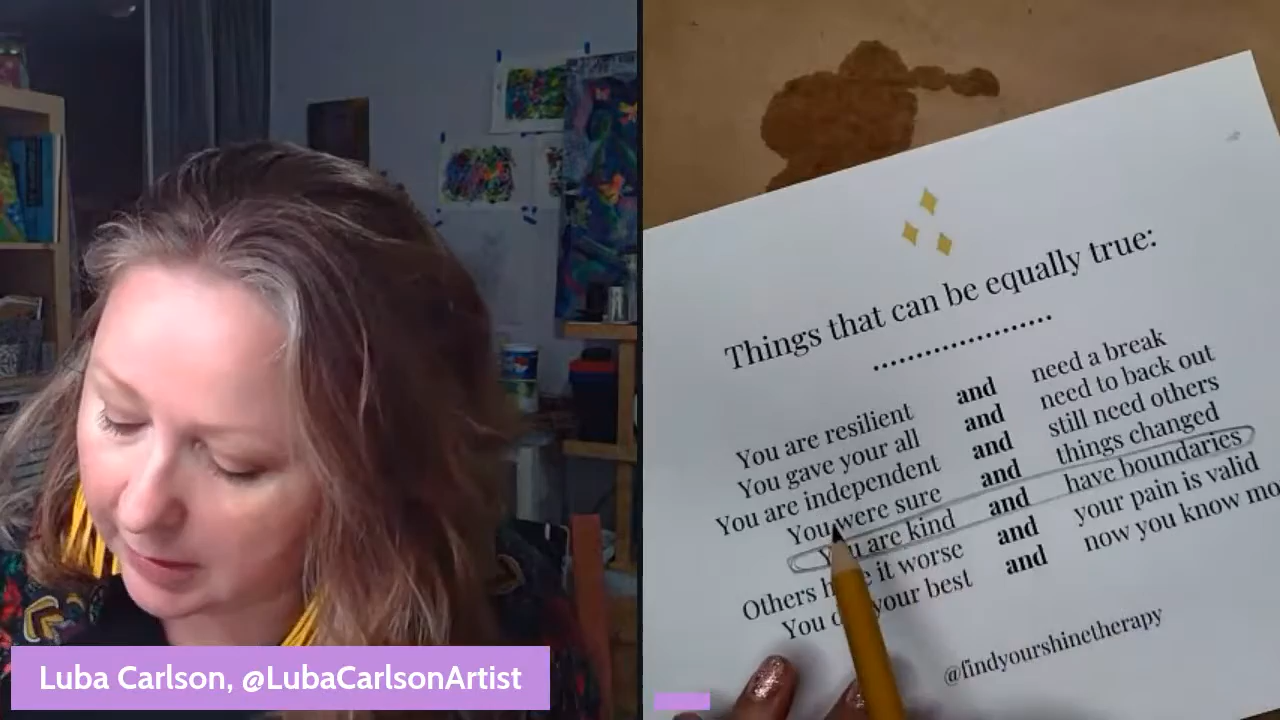 Luba Carlson, @LubaCarlsonArtist
Things that can be equally true:
You are resilient and need a break
You gave your all and need to back out
You are independent and still need others
You were sure and things changed
You are kind and have boundaries
Others it worse and your pain is valid
You your best and now you know
@findyourshinetherapy